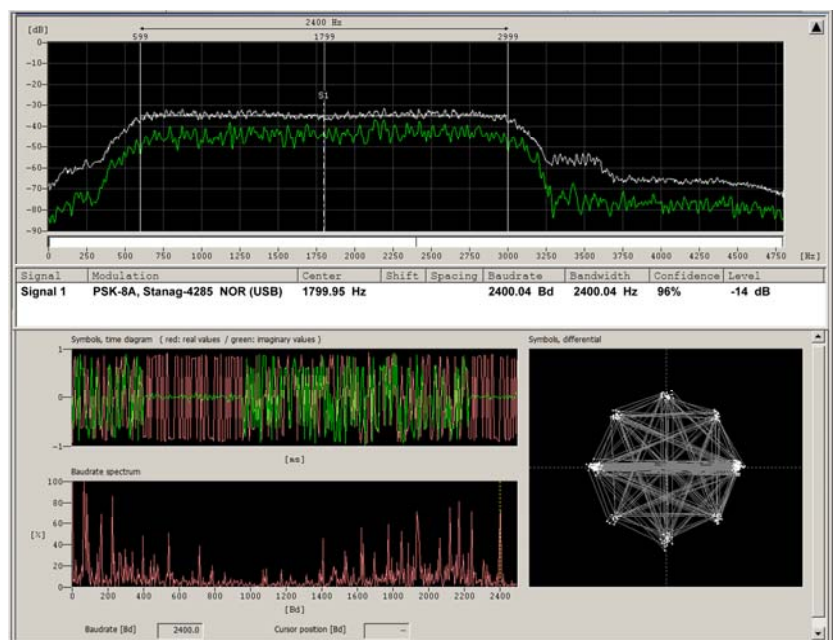 2400 Hz
[dB]
599 1799 2999
0
-10
-20
S1
-30
-40
-50
-60
-70
-80
-90
0 250 500 750 1000 1250 1500 1750 2000 2250 2500 2750 3000 3250 3500 3750 4000 4250 4500 4750 [Hz]
Signal Modulation Center Shift Spacing Baudrate Bandwidth Confidence Level
Signal 1 PSK-8A, Stanag-4285 NOR (USB) 1799.95 Hz 2400.04 Bd 2400.04 Hz 96% -14 dB
Symbols, time diagram ( red: real values / green: imaginary values ) Symbols, differential
1
0
-1
[ms]
Baudrate spectrum
100
80
60
[%]
40
20
0
0 200 400 600 800 1000 1200 1400 1600 1800 2000 2200 2400
[Bd]
Baudrate [Bd] 2400.0 Cursor position [Bd] --